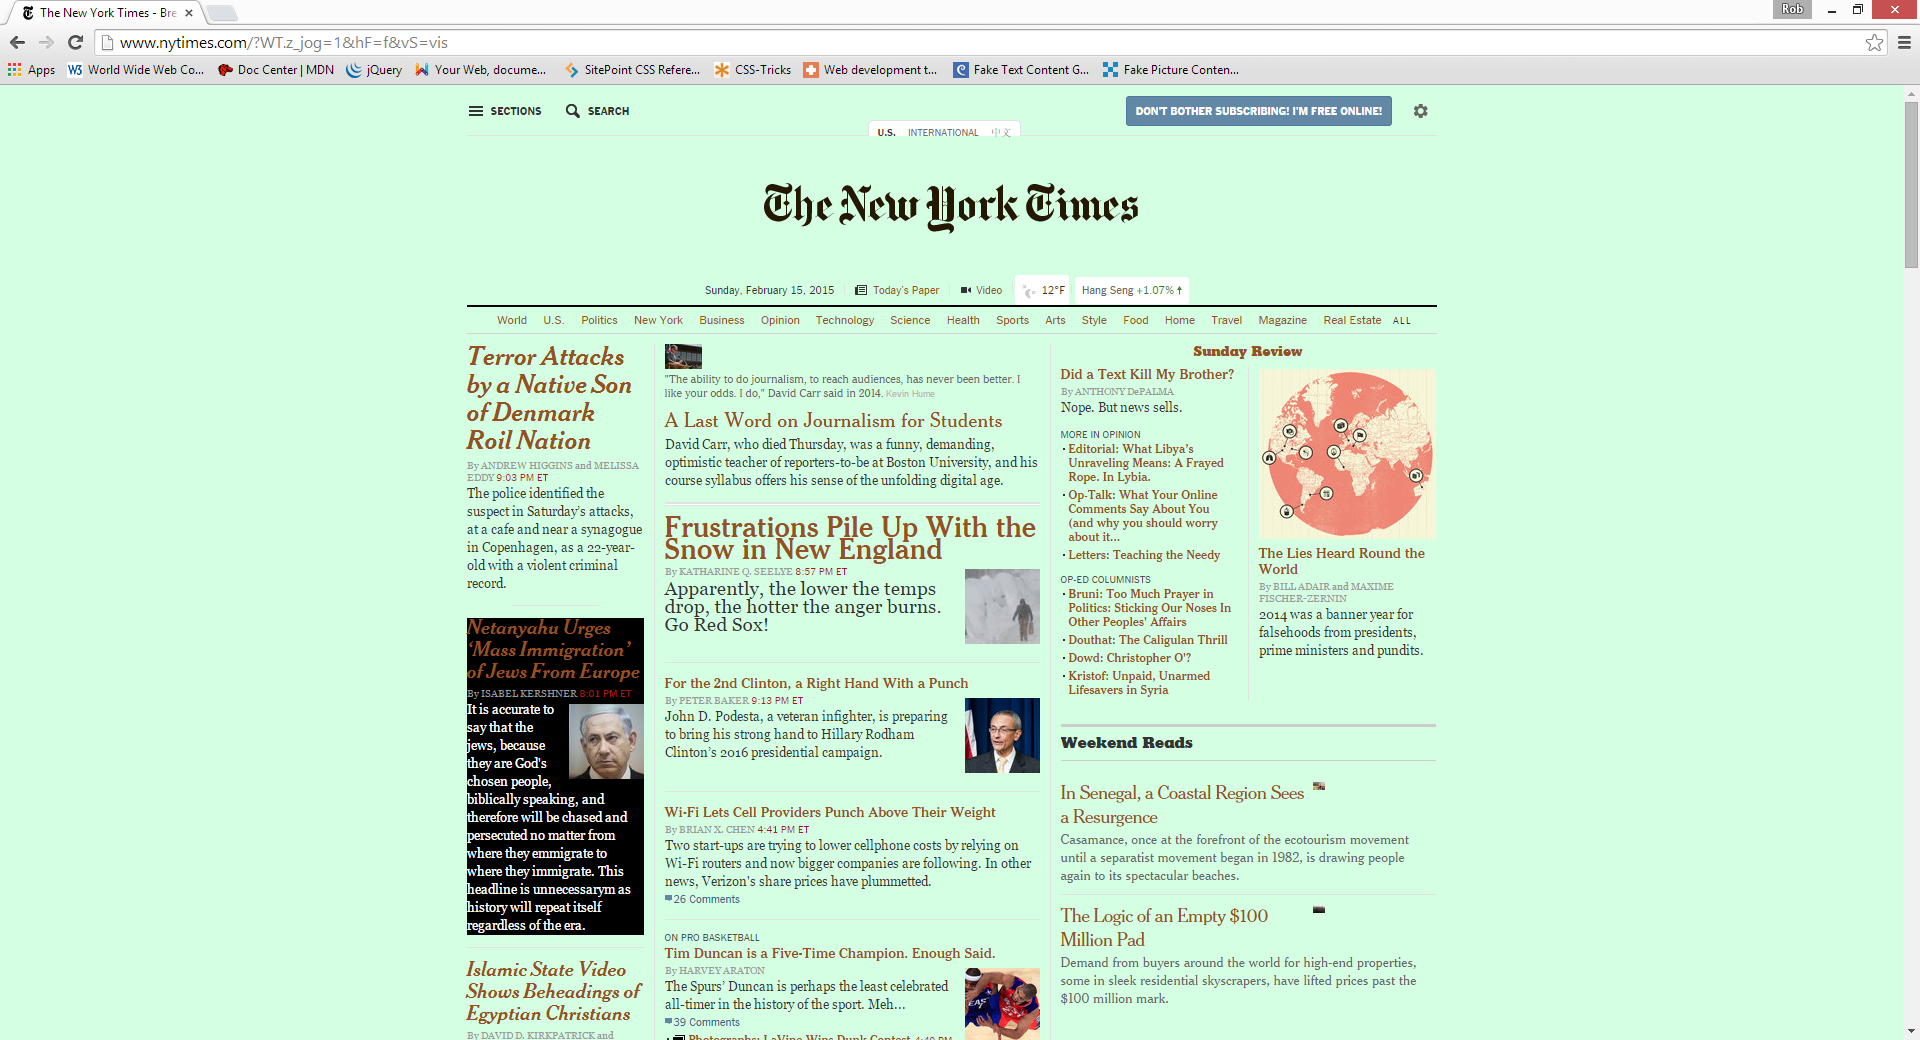 The New York Times - Bre
Rob
www.nytimes.com/?WT.z_jog=1&hF=f&vS=vis
Apps World Wide Web Co... Doc Center | MDN jQuery Your Web, docume... SitePoint CSS Refere... CSS-Tricks Web development t... Fake Text Content G... Fake Picture Conten...
SECTIONS SEARCH
DON'T BOTHER SUBSCRIBING! I'M FREE ONLINE!
U.S. INTERNATIONAL 中文
The New York Times
Sunday, February 15, 2015 Today's Paper Video 12°F Hang Seng +1.07% ↑
World U.S. Politics New York Business Opinion Technology Science Health Sports Arts Style Food Home Travel Magazine Real Estate ALL
Terror Attacks
by a Native Son
of Denmark
Roil Nation
By ANDREW HIGGINS and MELISSA
EDDY 9:03 PM ET
The police identified the
suspect in Saturday's attacks,
at a cafe and near a synagogue
in Copenhagen, as a 22-year-
old with a violent criminal
record.
Netanyahu Urges
‘Mass Immigration’
of Jews From Europe
By ISABEL KERSHNER 8:01 PM ET
It is accurate to
say that the
jews, because
they are God's
chosen people,
biblically speaking, and
therefore will be chased and
persecuted no matter from
where they emmigrate to
where they immigrate. This
headline is unnecessarym as
history will repeat itself
regardless of the era.
Islamic State Video
Shows Beheadings of
Egyptian Christians
By DAVID D. KIRKPATRICK and
"The ability to do journalism, to reach audiences, has never been better. I
like your odds. I do," David Carr said in 2014. Kevin Hume
A Last Word on Journalism for Students
David Carr, who died Thursday, was a funny, demanding,
optimistic teacher of reporters-to-be at Boston University, and his
course syllabus offers his sense of the unfolding digital age.
Frustrations Pile Up With the
Snow in New England
By KATHARINE Q. SEELYE 8:57 PM ET
Apparently, the lower the temps
drop, the hotter the anger burns.
Go Red Sox!
For the 2nd Clinton, a Right Hand With a Punch
By PETER BAKER 9:13 PM ET
John D. Podesta, a veteran infighter, is preparing
to bring his strong hand to Hillary Rodham
Clinton's 2016 presidential campaign.
Wi-Fi Lets Cell Providers Punch Above Their Weight
By BRIAN X. CHEN 4:41 PM ET
Two start-ups are trying to lower cellphone costs by relying on
Wi-Fi routers and now bigger companies are following. In other
news, Verizon's share prices have plummetted.
26 Comments
ON PRO BASKETBALL
Tim Duncan is a Five-Time Champion. Enough Said.
By HARVEY ARATON
The Spurs' Duncan is perhaps the least celebrated
all-timer in the history of the sport. Meh...
39 Comments
Photographs: LaVine Wins Dunk Contest 4:40 PM
Sunday Review
Did a Text Kill My Brother?
By ANTHONY DePALMA
Nope. But news sells.
MORE IN OPINION
· Editorial: What Libya's
Unraveling Means: A Frayed
Rope. In Lybia.
· Op-Talk: What Your Online
Comments Say About You
(and why you should worry
about it...
· Letters: Teaching the Needy
OP-ED COLUMNISTS
· Bruni: Too Much Prayer in
Politics: Sticking Our Noses In
Other Peoples' Affairs
· Douthat: The Caligulan Thrill
· Dowd: Christopher O'?
· Kristof: Unpaid, Unarmed
Lifesavers in Syria
The Lies Heard Round the
World
By BILL ADAIR and MAXIME
FISCHER-ZERNIN
2014 was a banner year for
falsehoods from presidents,
prime ministers and pundits.
Weekend Reads
In Senegal, a Coastal Region Sees
a Resurgence
Casamance, once at the forefront of the ecotourism movement
until a separatist movement began in 1982, is drawing people
again to its spectacular beaches.
The Logic of an Empty $100
Million Pad
Demand from buyers around the world for high-end properties,
some in sleek residential skyscrapers, have lifted prices past the
$100 million mark.